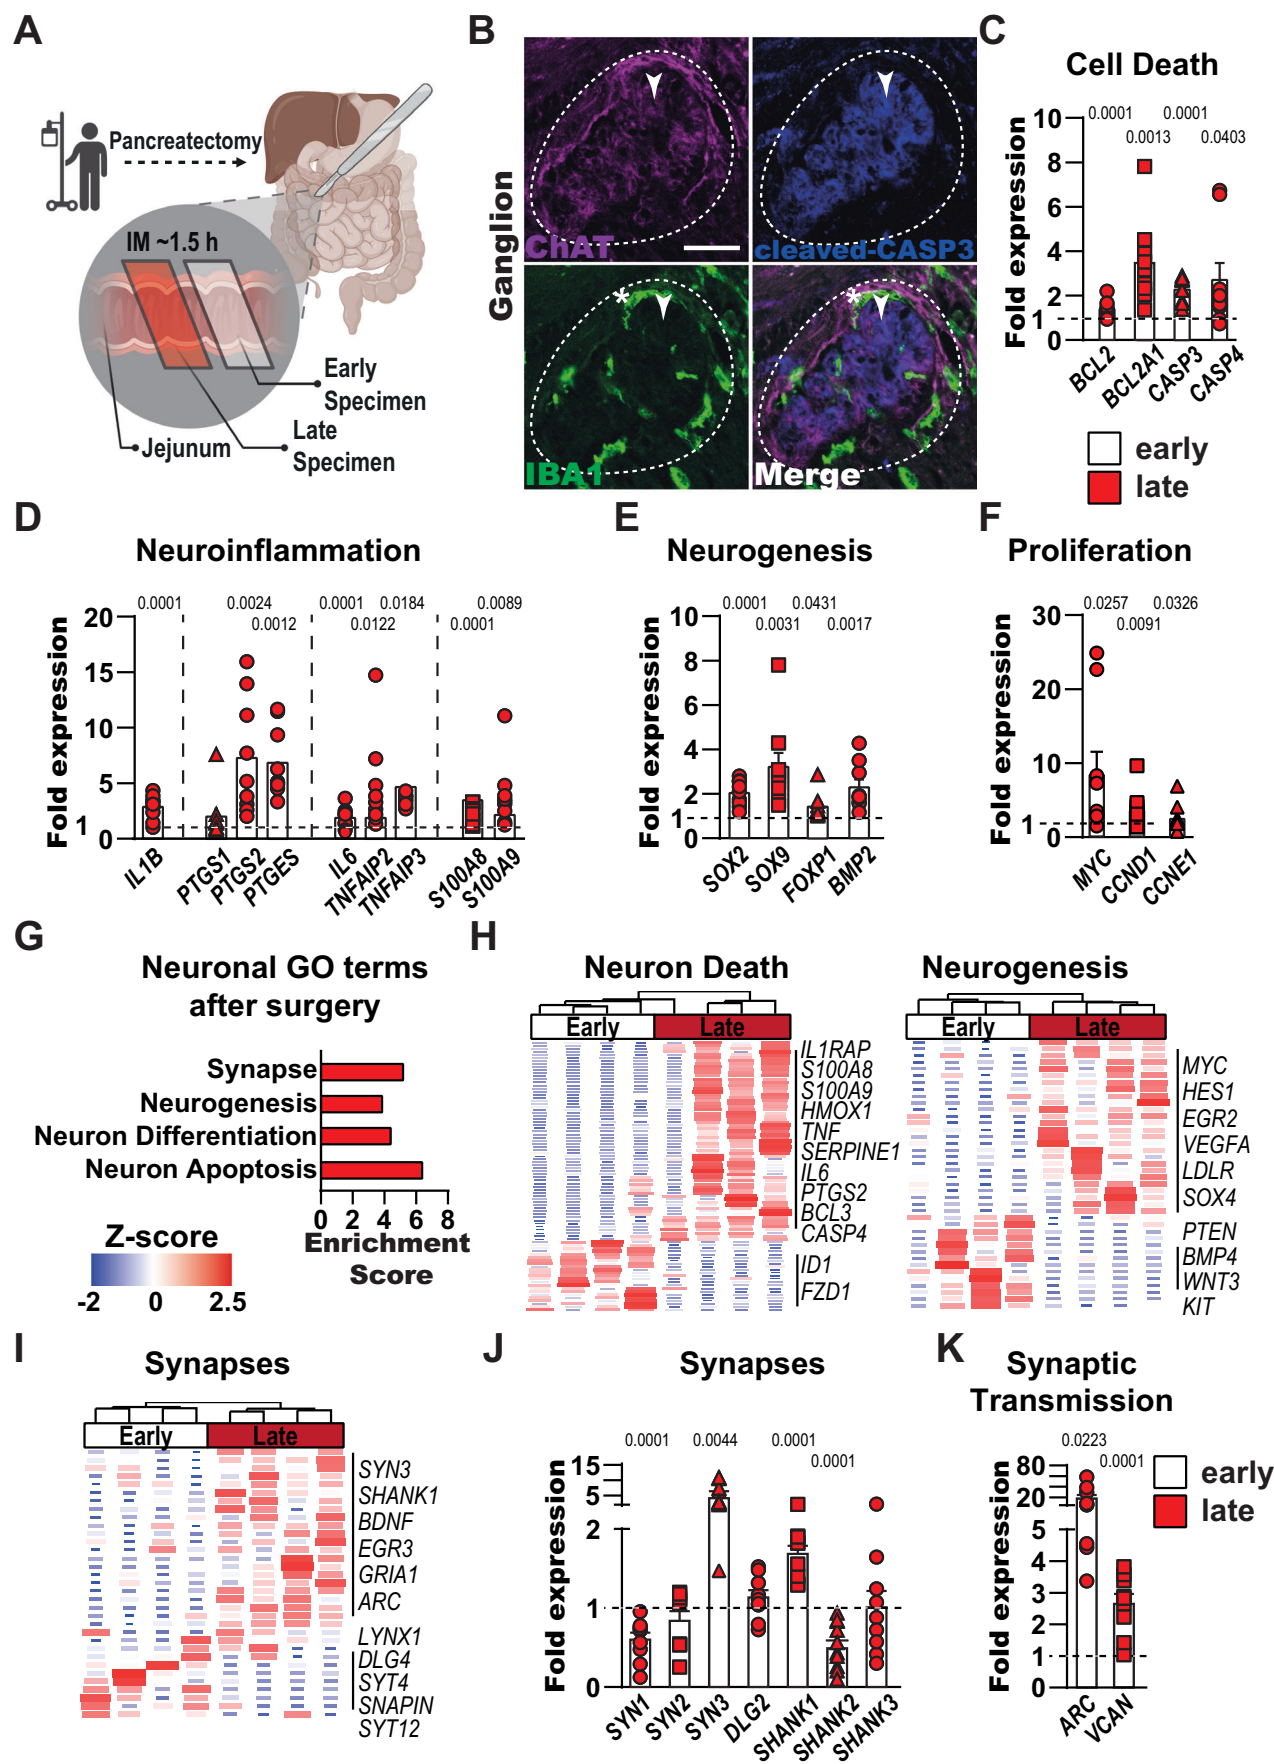 A
Pancreatectomy
IM ~1.5 h
Early
Specimen
Late
Specimen
Jejunum
B
Ganglion
ChAT
cleaved-CASP3
*
*
IBA1
Merge
C
Cell Death
0.0001 0.0001
0.0013 0.0403
Fold expression
10
8
6
4
2
1
0
BCL2 BCL2A1 CASP3 CASP4
early
late
D
Neuroinflammation
0.0001 0.0024 0.0001 0.0184 0.0089
0.0012 0.0122 0.0001
Fold expression
20
15
10
5
1
0
IL1B PTGS1 PTGS2 PTGES IL6 TNFAIP2 TNFAIP3 S100A8 S100A9
E
Neurogenesis
0.0001 0.0431
0.0031 0.0017
Fold expression
10
8
6
4
2
1
0
SOX2 SOX9 FOXP1 BMP2
F
Proliferation
0.0257 0.0326
0.0091
Fold expression
30
20
10
1
0
MYC CCND1 CCNE1
G
Neuronal GO terms
after surgery
Synapse
Neurogenesis
Neuron Differentiation
Neuron Apoptosis
0 2 4 6 8
Enrichment
Score
Z-score
-2 0 2.5
H
Neuron Death
Early Late
IL1RAP
S100A8
S100A9
HMOX1
TNF
SERPINE1
IL6
PTGS2
BCL3
CASP4
ID1
FZD1
Neurogenesis
Early Late
MYC
HES1
EGR2
VEGFA
LDLR
SOX4
PTEN
BMP4
WNT3
KIT
I
Synapses
Early Late
SYN3
SHANK1
BDNF
EGR3
GRIA1
ARC
LYNX1
DLG4
SYT4
SNAPIN
SYT12
J
Synapses
0.0001 0.0044 0.0001
0.0001
Fold expression
15
5
2
1
0
SYN1 SYN2 SYN3 DLG2 SHANK1 SHANK2 SHANK3
K
Synaptic
Transmission
0.0223
0.0001
Fold expression
80
20
5
4
3
2
1
0
ARC VCAN
early
late